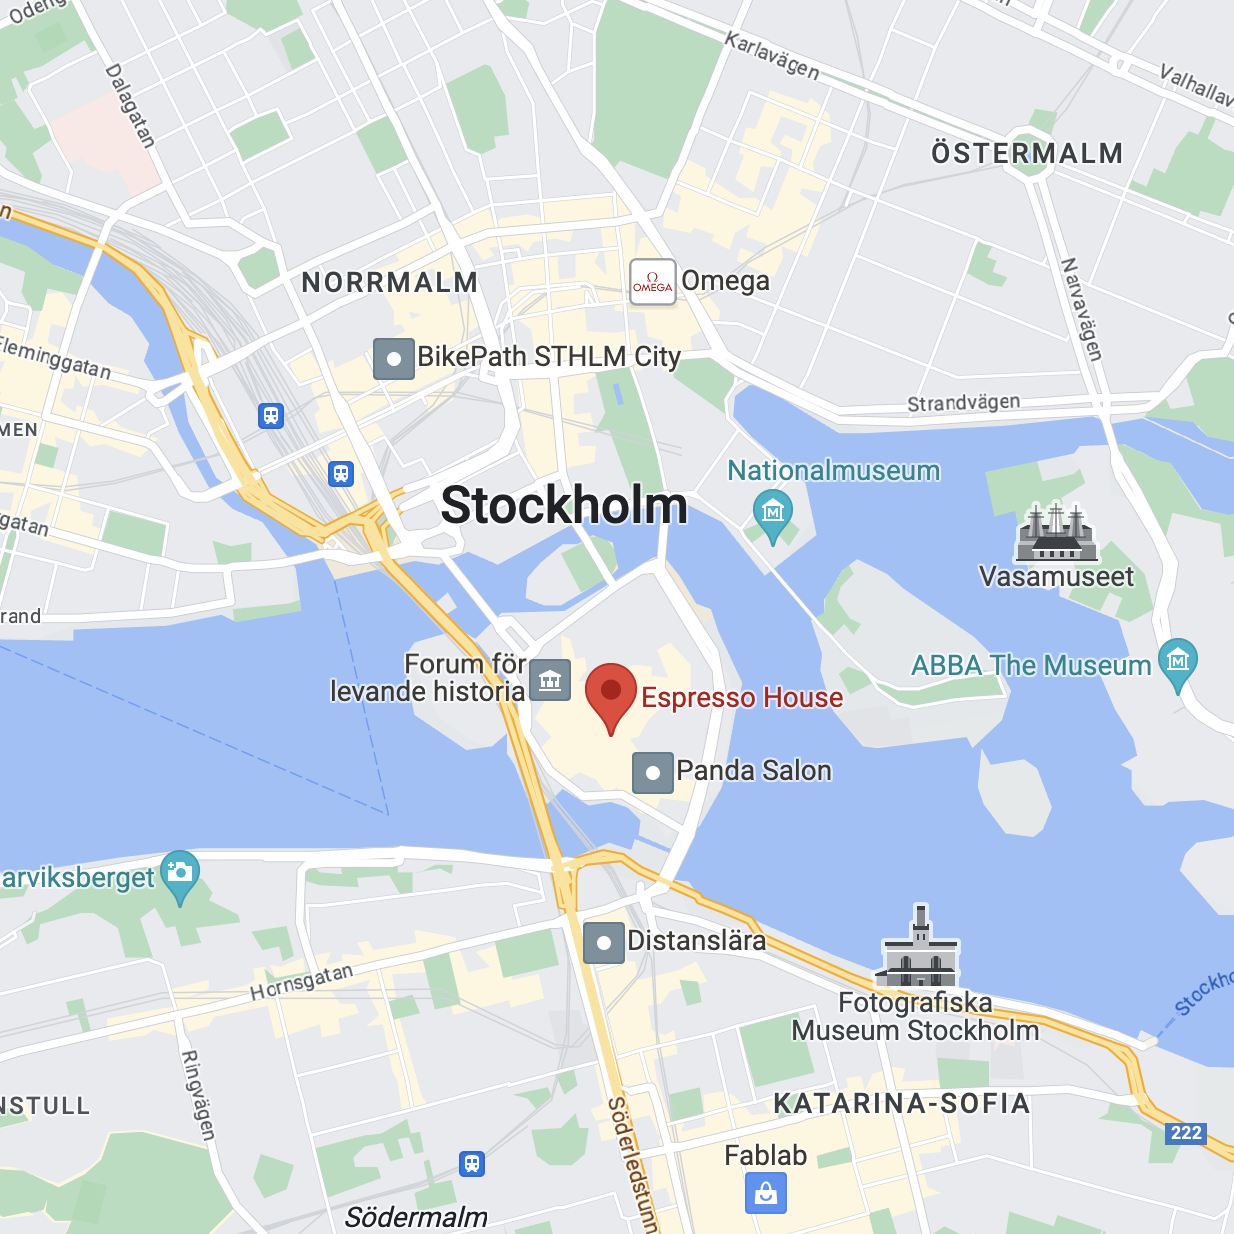 Odeng
Dalagatan
Karlavägen
Valhallav
ÖSTERMALM
n
NORRMALM
OMEGA
Omega
Narvavägen
Fleminggatan
BikePath STHLM City
Strandvägen
MEN
Nationalmuseum
M
Stockholm
gatan
Vasamuseet
rand
Forum för
levande historia
ABBA The Museum
M
Espresso House
Panda Salon
arviksberget
Distanslära
Hornsgatan
Fotografiska
Museum Stockholm
Stockho
Ringvägen
NSTULL
KATARINA-SOFIA
Söderledstunn
222
Fablab
Södermalm